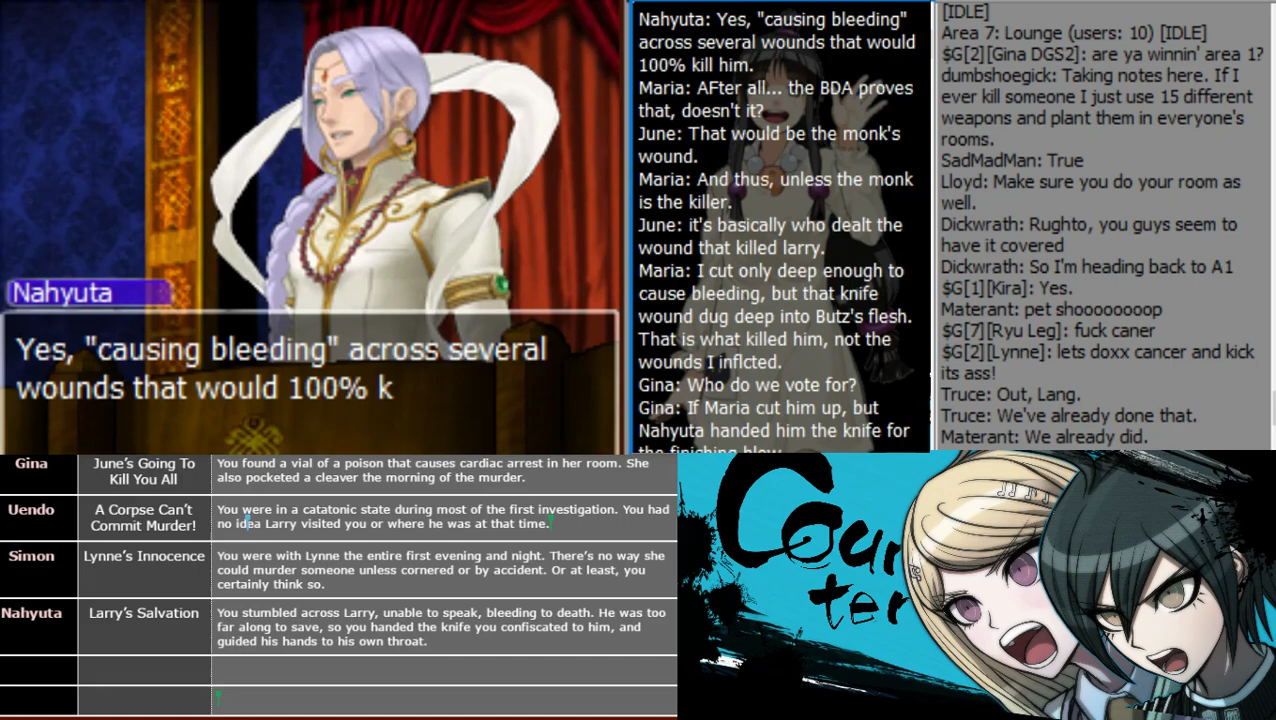 Nahyuta
Yes, "causing bleeding" across several
wounds that would 100% k
Nahyuta: Yes, "causing bleeding"
across several wounds that would
100% kill him.
Maria: AFter all... the BDA proves
that, doesn't it?
June: That would be the monk's
wound.
Maria: And thus, unless the monk
is the killer.
June: it's basically who dealt the
wound that killed larry.
Maria: I cut only deep enough to
cause bleeding, but that knife
wound dug deep into Butz's flesh.
That is what killed him, not the
wounds I inflcted.
Gina: Who do we vote for?
Gina: If Maria cut him up, but
Nahyuta handed him the knife for
the finishing blow
[IDLE]
Area 7: Lounge (users: 10) [IDLE]
$G[2][Gina DGS2]: are ya winnin' area 1?
dumbshoegick: Taking notes here. If I
ever kill someone I just use 15 different
weapons and plant them in everyone's
rooms.
SadMadMan: True
Lloyd: Make sure you do your room as
well.
Dickwrath: Rughto, you guys seem to
have it covered
Dickwrath: So I'm heading back to A1
$G[1][Kira]: Yes.
Materant: pet shooooooop
$G[7][Ryu Leg]: fuck caner
$G[2][Lynne]: lets doxx cancer and kick
its ass!
Truce: Out, Lang.
Truce: We've already done that.
Materant: We already did.
Gina
June's Going To
Kill You All
You found a vial of a poison that causes cardiac arrest in her room. She
also pocketed a cleaver the morning of the murder.
Uendo
A Corpse Can't
Commit Murder!
You were in a catatonic state during most of the first investigation. You had
no idea Larry visited you or where he was at that time.
Simon
Lynne's Innocence
You were with Lynne the entire first evening and night. There's no way she
could murder someone unless cornered or by accident. Or at least, you
certainly think so.
Nahyuta
Larry's Salvation
You stumbled across Larry, unable to speak, bleeding to death. He was too
far along to save, so you handed the knife you confiscated to him, and
guided his hands to his own throat.
Coun
ter